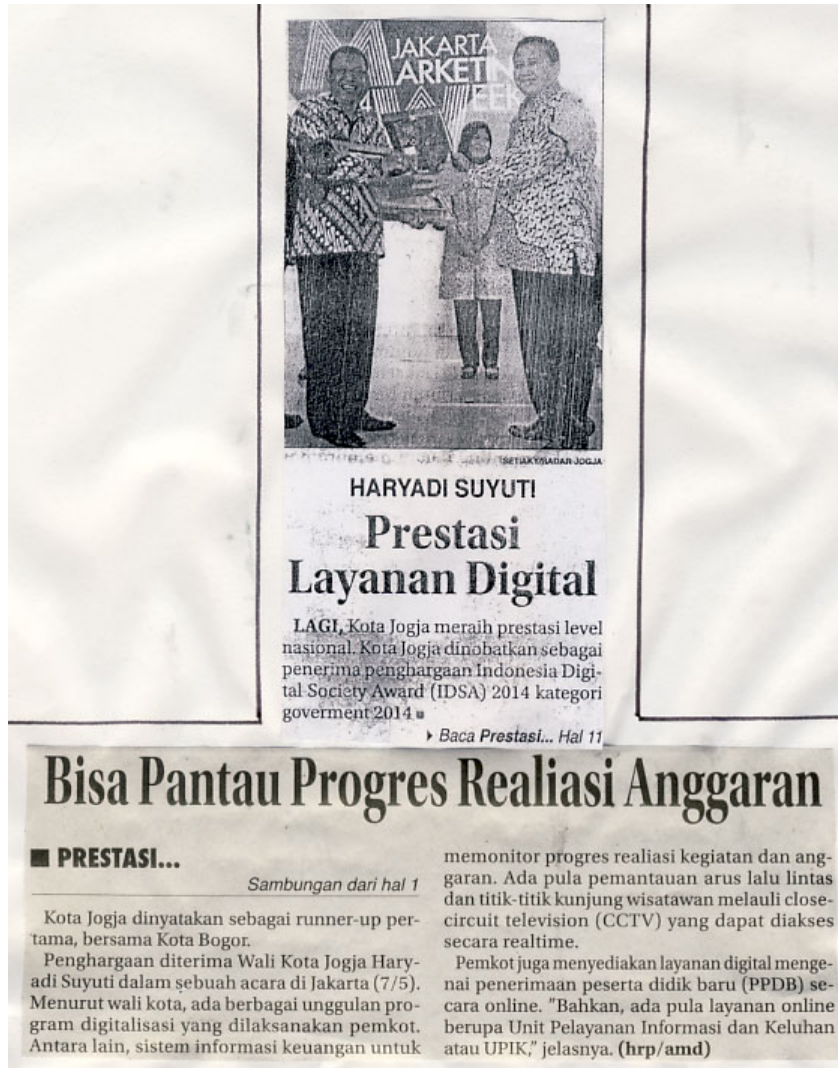 JAKARTA
MARKETIN
WEEK
HARYADI SUYUTI
Prestasi
Layanan Digital
LAGI, Kota Jogja meraih prestasi level
nasional. Kota Jogja dinobatkan sebagai
penerima penghargaan Indonesia Digi-
tal Society Award (IDSA) 2014 kategori
goverment 2014
Baca Prestasi... Hal 11
Bisa Pantau Progres Realiasi Anggaran
PRESTASI...
Sambungan dari hal 1
Kota Jogja dinyatakan sebagai runner-up per-
tama, bersama Kota Bogor.
Penghargaan diterima Wali Kota Jogja Hary-
adi Suyuti dalam sebuah acara di Jakarta (7/5).
Menurut wali kota, ada berbagai unggulan pro-
gram digitalisasi yang dilaksanakan pemkot.
Antara lain, sistem informasi keuangan untuk
memonitor progres realiasi kegiatan dan ang-
garan. Ada pula pemantauan arus lalu lintas
dan titik-titik kunjung wisatawan melauli close-
circuit television (CCTV) yang dapat diakses
secara realtime.
Pemkot juga menyediakan layanan digital menge-
nai penerimaan peserta didik baru (PPDB) se-
cara online. "Bahkan, ada pula layanan online
berupa Unit Pelayanan Informasi dan Keluhan
atau UPIK," jelasnya. (hrp/amd)